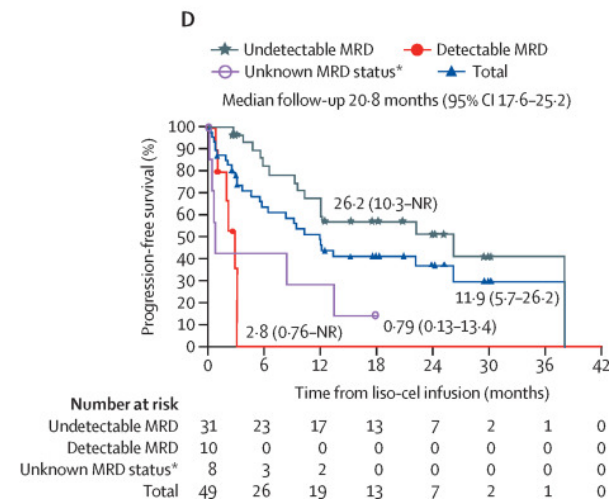 D
Undetectable MRD Detectable MRD
Unknown MRD status* Total
Median follow-up 20·8 months (95% CI 17·6–25·2)
Progression-free survival (%)
100
90
80
70
60
50
40
30
20
10
0
26·2 (10·3–NR)
11·9 (5·7–26·2)
2·8 (0·76–NR)
0·79 (0·13–13·4)
0 6 12 18 24 30 36 42
Time from liso-cel infusion (months)
Number at risk
Undetectable MRD 31 23 17 13 7 2 1 0
Detectable MRD 10 0 0 0 0 0 0 0
Unknown MRD status* 8 3 2 0 0 0 0 0
Total 49 26 19 13 7 2 1 0